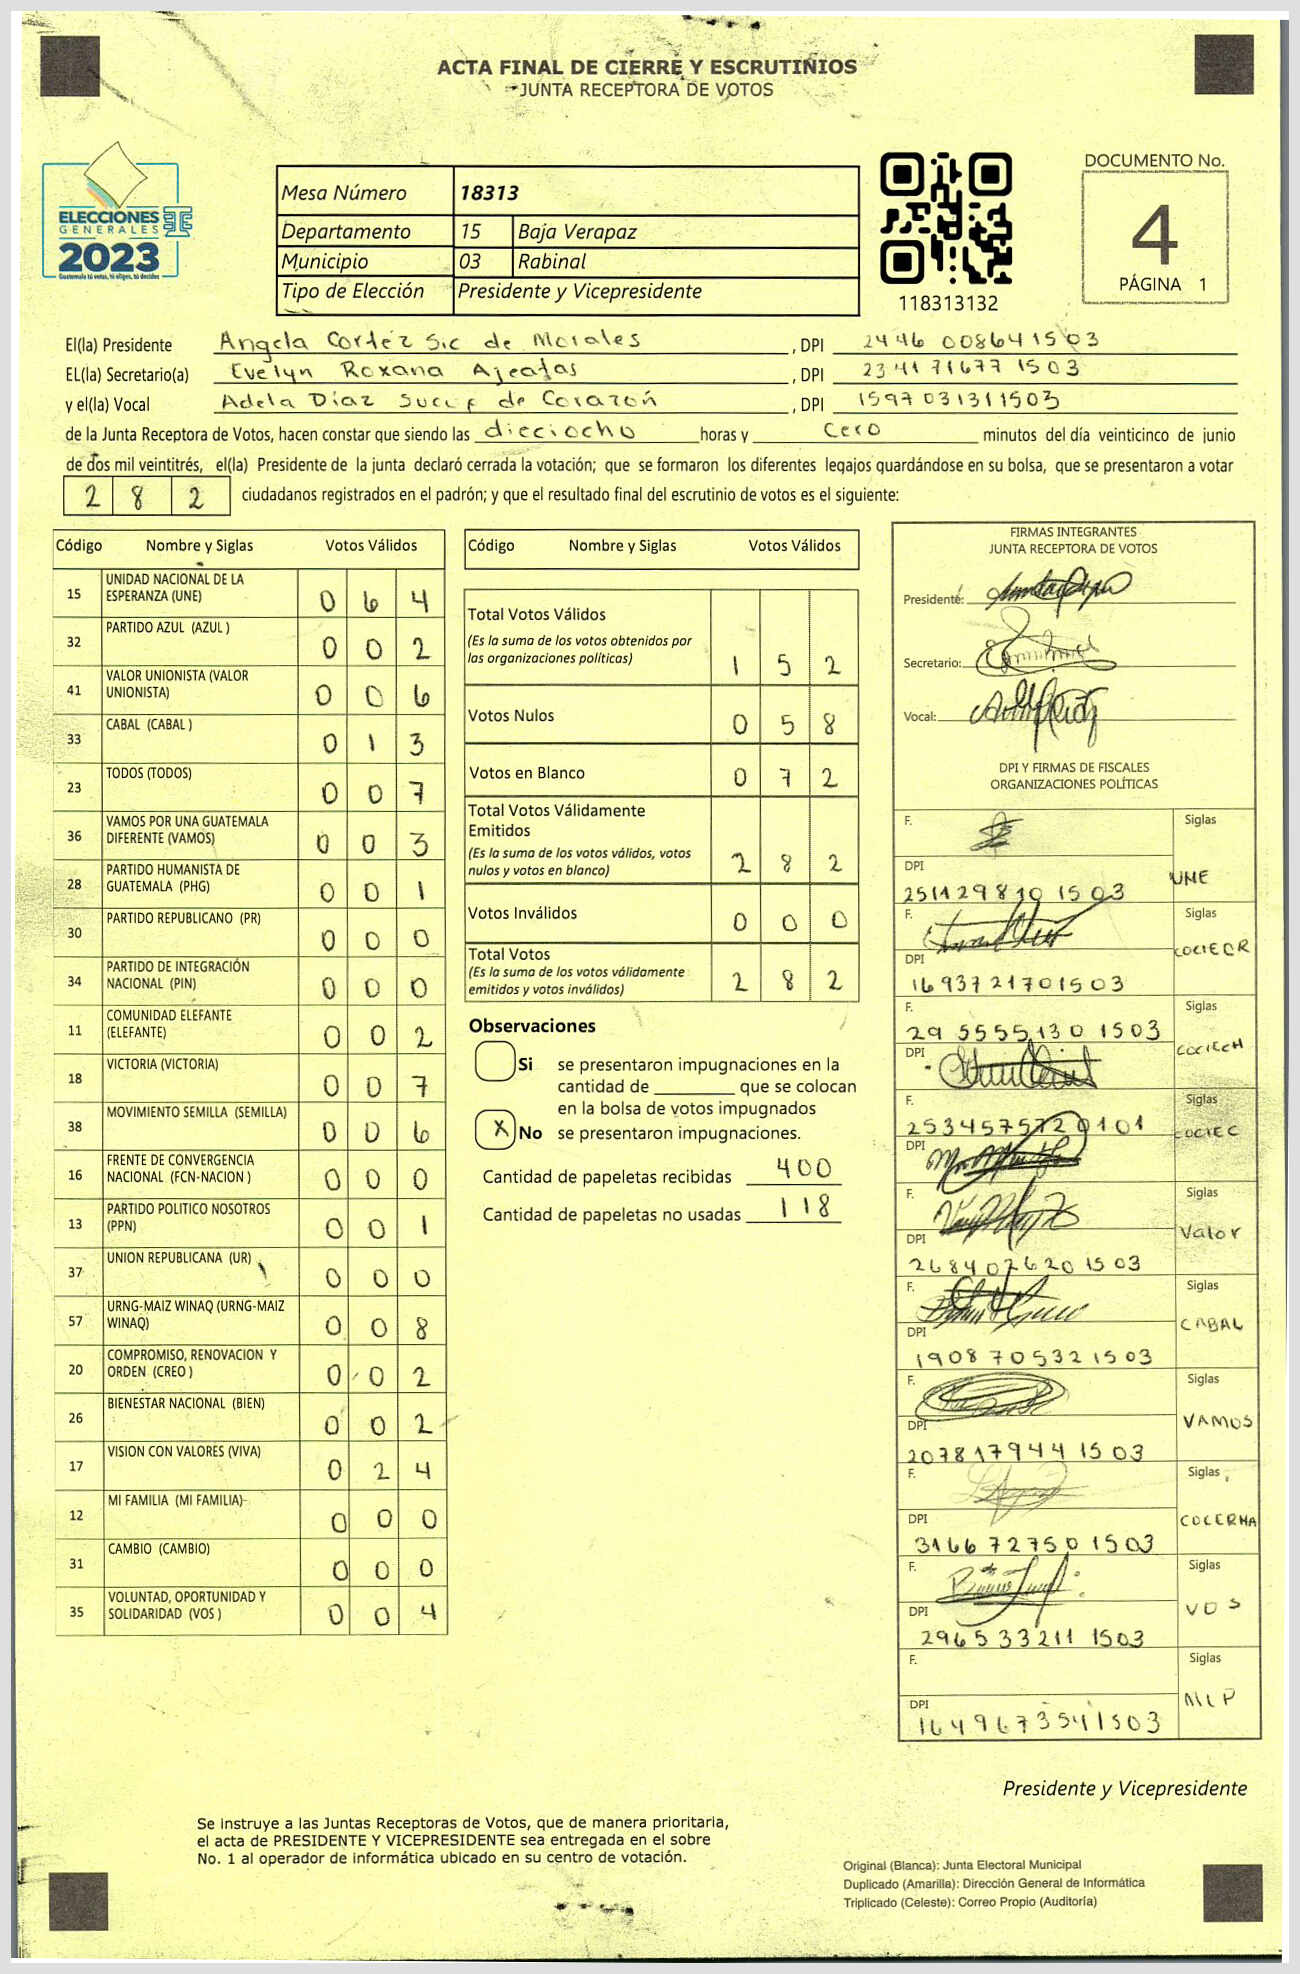 ACTA FINAL DE CIERRE Y ESCRUTINIOS
JUNTA RECEPTORA DE VOTOS
ELECCIONES
GENERALES
2023
Guatemala tú votas, tú eliges, tú decides
Mesa Número 18313
Departamento 15 Baja Verapaz
Municipio 03 Rabinal
Tipo de Elección Presidente y Vicepresidente
118313132
DOCUMENTO No.
4
PÁGINA 1
El(la) Presidente Angela Cortéz Sic de Morales , DPI 2446 00864 1503
EL(la) Secretario(a) Evelyn Roxana Ajeatas , DPI 2341 71677 1503
y el(la) Vocal Adela Díaz de Corazón , DPI 1597 03131 1503
de la Junta Receptora de Votos, hacen constar que siendo las dieciocho horas y cero minutos del día veinticinco de junio
de dos mil veintitrés, el(la) Presidente de la junta declaró cerrada la votación; que se formaron los diferentes legajos guardándose en su bolsa, que se presentaron a votar
2 8 2 ciudadanos registrados en el padrón; y que el resultado final del escrutinio de votos es el siguiente:
Código Nombre y Siglas Votos Válidos
15 UNIDAD NACIONAL DE LA ESPERANZA (UNE) 0 6 4
32 PARTIDO AZUL (AZUL ) 0 0 2
41 VALOR UNIONISTA (VALOR UNIONISTA) 0 0 6
33 CABAL (CABAL ) 0 1 3
23 TODOS (TODOS) 0 0 7
36 VAMOS POR UNA GUATEMALA DIFERENTE (VAMOS) 0 0 3
28 PARTIDO HUMANISTA DE GUATEMALA (PHG) 0 0 1
30 PARTIDO REPUBLICANO (PR) 0 0 0
34 PARTIDO DE INTEGRACIÓN NACIONAL (PIN) 0 0 0
11 COMUNIDAD ELEFANTE (ELEFANTE) 0 0 2
18 VICTORIA (VICTORIA) 0 0 7
38 MOVIMIENTO SEMILLA (SEMILLA) 0 0 6
16 FRENTE DE CONVERGENCIA NACIONAL (FCN-NACION ) 0 0 0
13 PARTIDO POLITICO NOSOTROS (PPN) 0 0 1
37 UNION REPUBLICANA (UR) 0 0 0
57 URNG-MAIZ WINAQ (URNG-MAIZ WINAQ) 0 0 8
20 COMPROMISO, RENOVACION Y ORDEN (CREO ) 0 0 2
26 BIENESTAR NACIONAL (BIEN) 0 0 2
17 VISION CON VALORES (VIVA) 0 2 4
12 MI FAMILIA (MI FAMILIA) 0 0 0
31 CAMBIO (CAMBIO) 0 0 0
35 VOLUNTAD, OPORTUNIDAD Y SOLIDARIDAD (VOS ) 0 0 4
Código Nombre y Siglas Votos Válidos
Total Votos Válidos
(Es la suma de los votos obtenidos por
las organizaciones políticas) 1 5 2
Votos Nulos 0 5 8
Votos en Blanco 0 7 2
Total Votos Válidamente
Emitidos
(Es la suma de los votos válidos, votos
nulos y votos en blanco) 2 8 2
Votos Inválidos 0 0 0
Total Votos
(Es la suma de los votos válidamente
emitidos y votos inválidos) 2 8 2
Observaciones
Si se presentaron impugnaciones en la
cantidad de ________ que se colocan
en la bolsa de votos impugnados
X No se presentaron impugnaciones.
Cantidad de papeletas recibidas 400
Cantidad de papeletas no usadas 118
FIRMAS INTEGRANTES
JUNTA RECEPTORA DE VOTOS
Presidente:
Secretario:
Vocal:
DPI Y FIRMAS DE FISCALES
ORGANIZACIONES POLÍTICAS
F. Siglas
DPI UNE
251129810 1503
F. Siglas
DPI COCIECR
1693721701503
F. Siglas
29 5555130 1503
DPI COCIECH
F. Siglas
2534575720101
DPI COCIEC
F. Siglas
DPI Valor
268407620 1503
F. Siglas
DPI CABAL
1908 70532 1503
F. Siglas
DPI VAMOS
207817944 1503
F. Siglas
DPI COCERHA
3166 72750 1503
F. Siglas
DPI VOS
2965 33211 1503
F. Siglas
DPI MLP
1649673541503
Presidente y Vicepresidente
Se instruye a las Juntas Receptoras de Votos, que de manera prioritaria,
el acta de PRESIDENTE Y VICEPRESIDENTE sea entregada en el sobre
No. 1 al operador de informática ubicado en su centro de votación.
Original (Blanca): Junta Electoral Municipal
Duplicado (Amarilla): Dirección General de Informática
Triplicado (Celeste): Correo Propio (Auditoría)